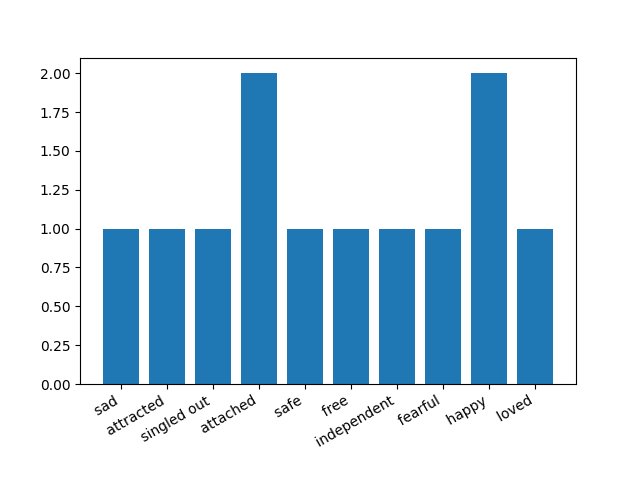 2.00
1.75
1.50
1.25
1.00
0.75
0.50
0.25
0.00
sad
attracted
singled out
attached
safe
free
independent
fearful
happy
loved